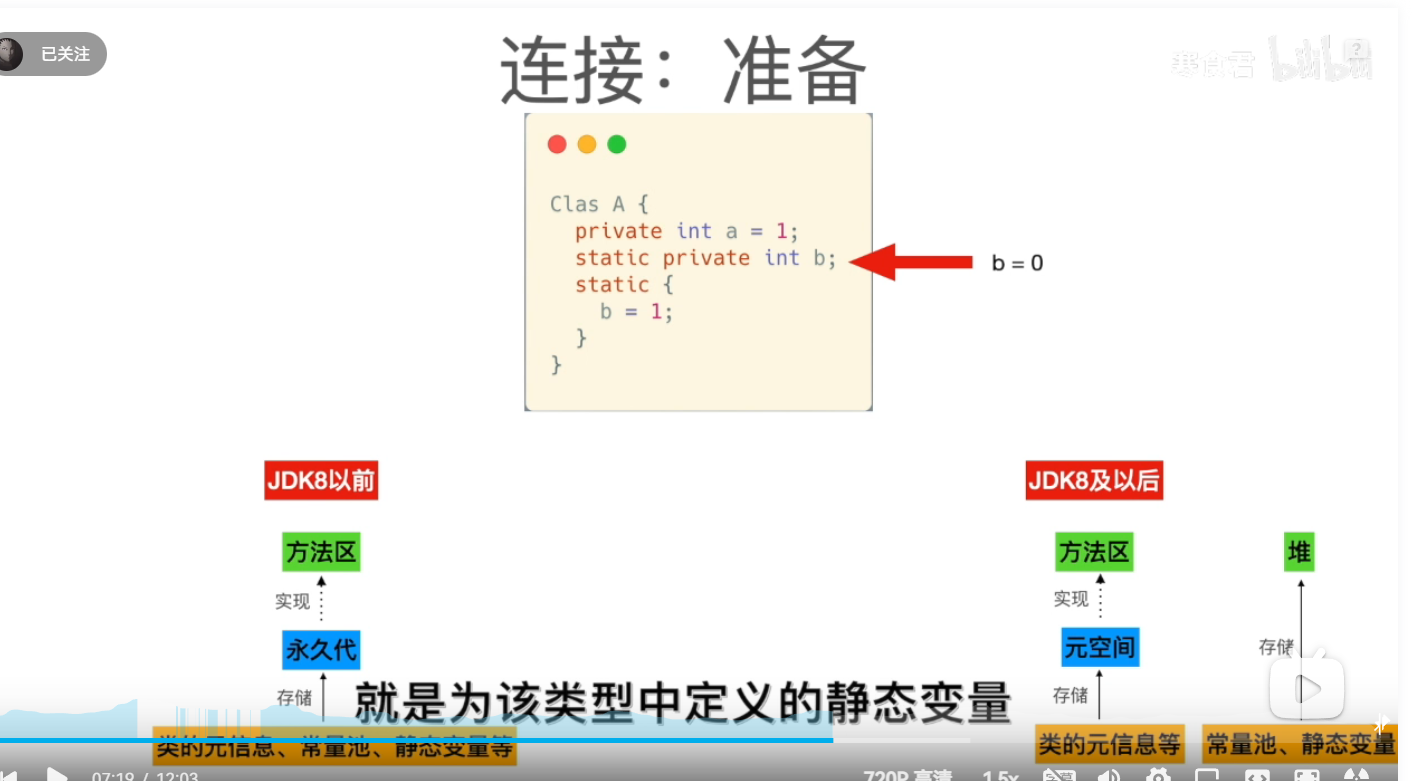 已关注
连接：准备
寒食君 bilibili
Clas A {
private int a = 1;
static private int b;
b = 0
static {
b = 1;
}
}
JDK8以前
JDK8及以后
方法区
方法区
堆
实现
实现
永久代
元空间
存储
存储
存储
就是为该类型中定义的静态变量
类的元信息、常量池、静态变量等
类的元信息等
常量池、静态变量
07:19 / 12:03
720P 高清
1.5x